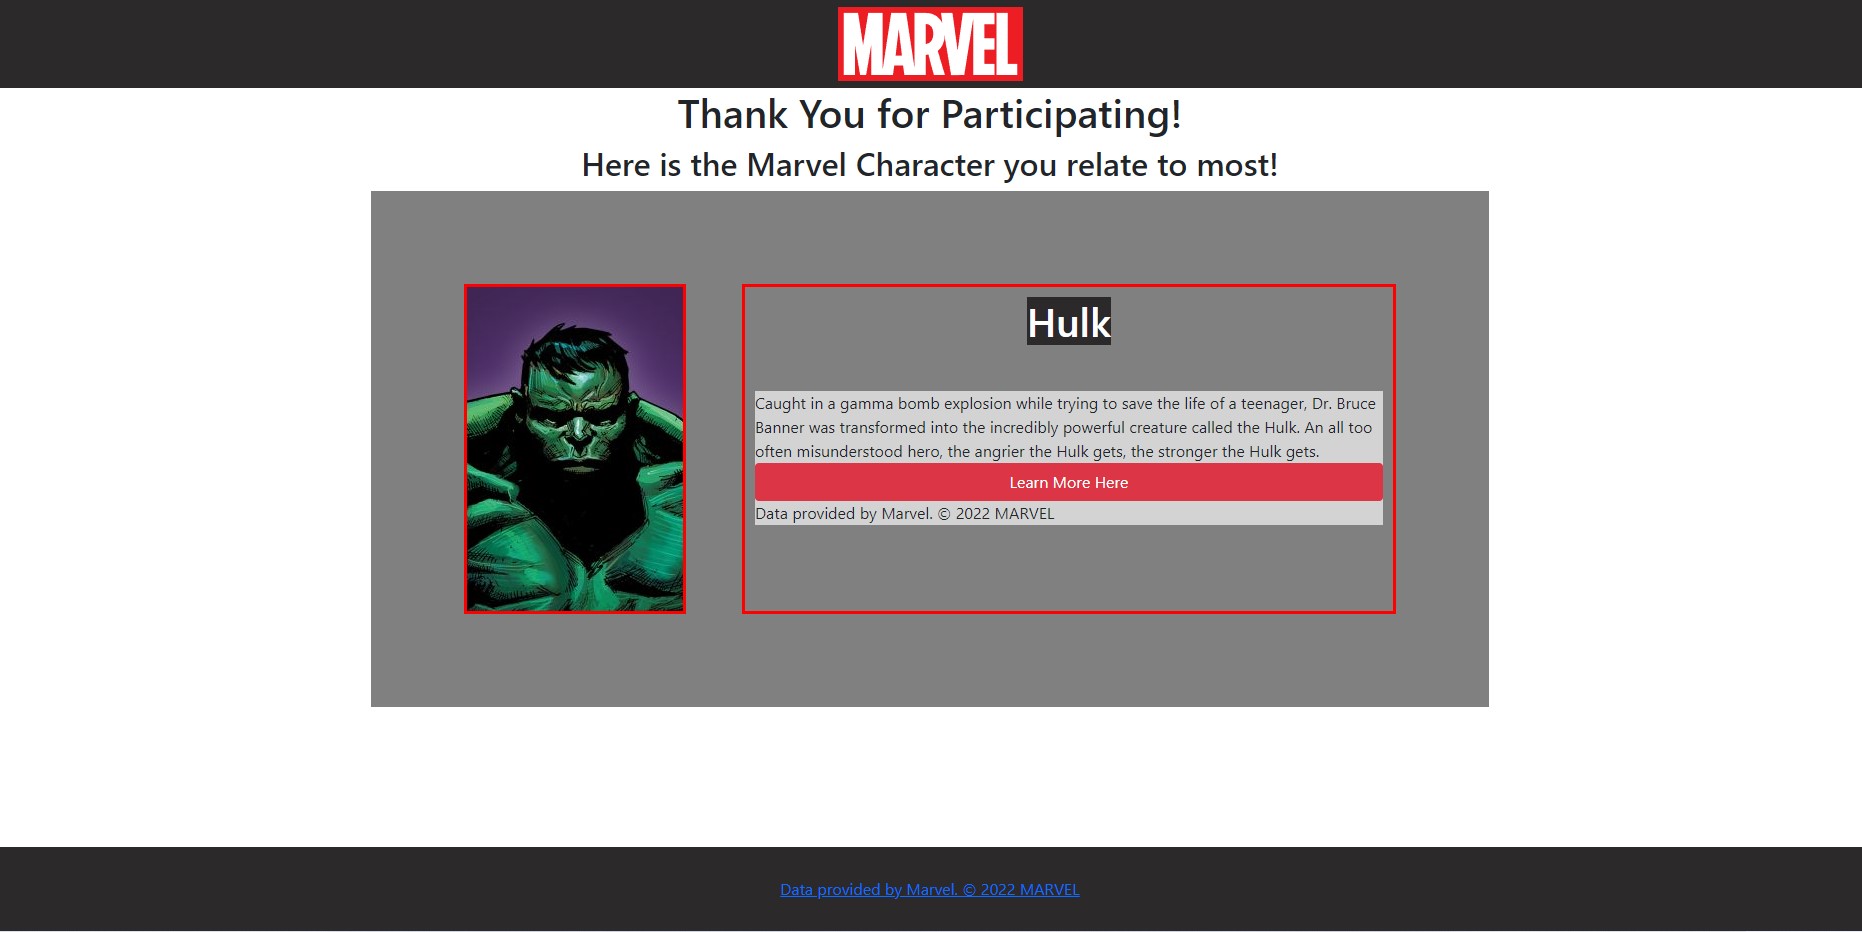 MARVEL
Thank You for Participating!
Here is the Marvel Character you relate to most!
Hulk
Caught in a gamma bomb explosion while trying to save the life of a teenager, Dr. Bruce
Banner was transformed into the incredibly powerful creature called the Hulk. An all too
often misunderstood hero, the angrier the Hulk gets, the stronger the Hulk gets.
Learn More Here
Data provided by Marvel. © 2022 MARVEL
Data provided by Marvel. © 2022 MARVEL